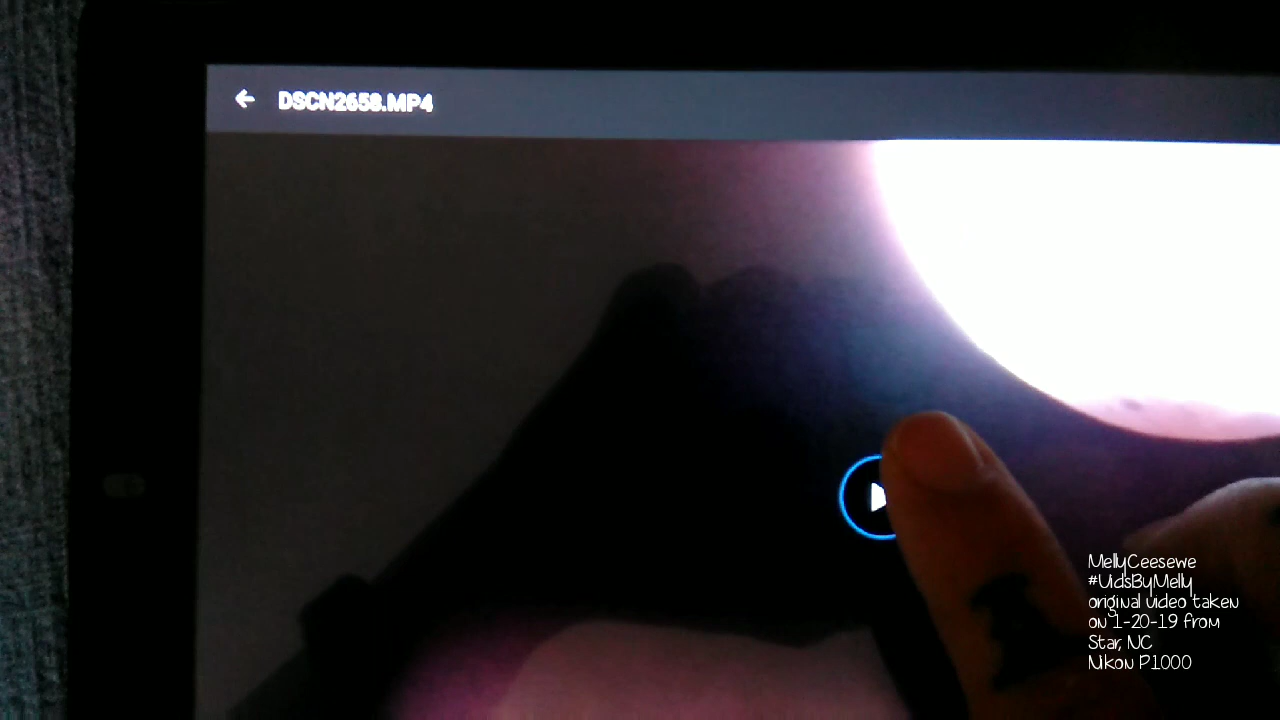 DSCN2658.MP4
MellyCeesewe
#VidsByMelly
original video taken
on 1-20-19 from
Star, NC
Nikon P1000